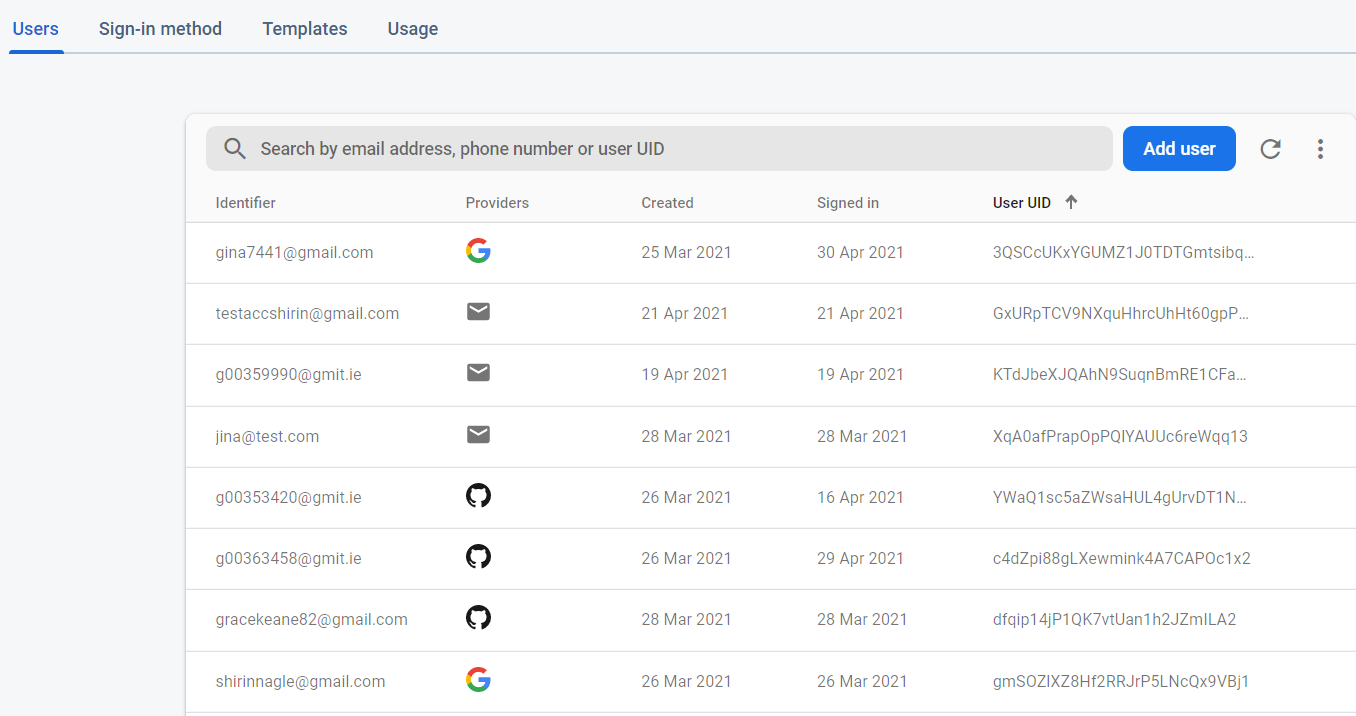 Users Sign-in method Templates Usage
Search by email address, phone number or user UID Add user
Identifier Providers Created Signed in User UID
gina7441@gmail.com 25 Mar 2021 30 Apr 2021 3QSCcUKxYGUMZ1J0TDTGmtsibq...
testaccshirin@gmail.com 21 Apr 2021 21 Apr 2021 GxURpTCV9NXquHhrcUhHt60gpP...
g00359990@gmit.ie 19 Apr 2021 19 Apr 2021 KTdJbeXJQAhN9SuqnBmRE1CFa...
jina@test.com 28 Mar 2021 28 Mar 2021 XqA0afPrapOpPQIYAUUc6reWqq13
g00353420@gmit.ie 26 Mar 2021 16 Apr 2021 YWaQ1sc5aZWsaHUL4gUrvDT1N...
g00363458@gmit.ie 26 Mar 2021 29 Apr 2021 c4dZpi88gLXewmink4A7CAPOc1x2
gracekeane82@gmail.com 28 Mar 2021 28 Mar 2021 dfqip14jP1QK7vtUan1h2JZmILA2
shirinnagle@gmail.com 26 Mar 2021 26 Mar 2021 gmSOZIXZ8Hf2RRJrP5LNcQx9VBj1